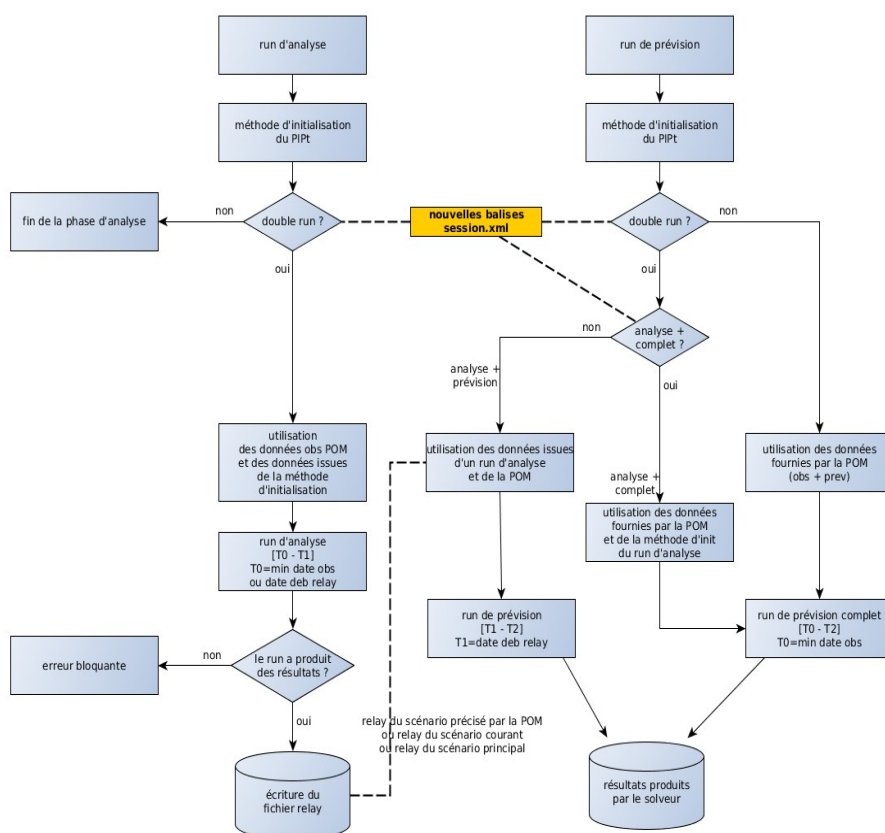 run d'analyse
run de prévision
méthode d'initialisation
du PIPt
méthode d'initialisation
du PIPt
fin de la phase d'analyse
non
double run ?
nouvelles balises
session.xml
double run ?
non
oui
oui
non
analyse +
complet ?
analyse +
prévision
oui
utilisation
des données obs POM
et des données issues
de la méthode
d'initialisation
utilisation des données issues
d'un run d'analyse
et de la POM
utilisation des données
fournies par la POM
(obs + prev)
analyse +
complet
utilisation des données
fournies par la POM
et de la méthode d'init
du run d'analyse
run d'analyse
[T0 - T1]
T0=min date obs
ou date deb relay
run de prévision
[T1 - T2]
T1=date deb relay
run de prévision complet
[T0 - T2]
T0=min date obs
erreur bloquante
non
le run a produit
des résultats ?
oui
relay du scénario précisé par la POM
ou relay du scénario courant
ou relay du scénario principal
écriture du
fichier relay
résultats produits
par le solveur